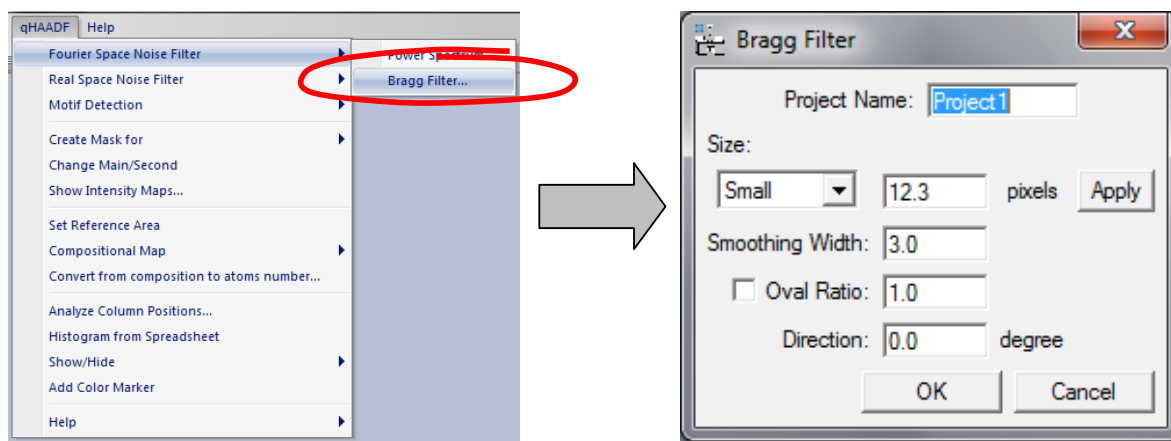 qHAADF Help
Fourier Space Noise Filter
Real Space Noise Filter
Motif Detection
Create Mask for
Change Main/Second
Show Intensity Maps...
Set Reference Area
Compositional Map
Convert from composition to atoms number...
Analyze Column Positions...
Histogram from Spreadsheet
Show/Hide
Add Color Marker
Help
Power Spectrum
Bragg Filter...
Bragg Filter
Project Name: Project1
Size:
Small 12.3 pixels Apply
Smoothing Width: 3.0
Oval Ratio: 1.0
Direction: 0.0 degree
OK Cancel